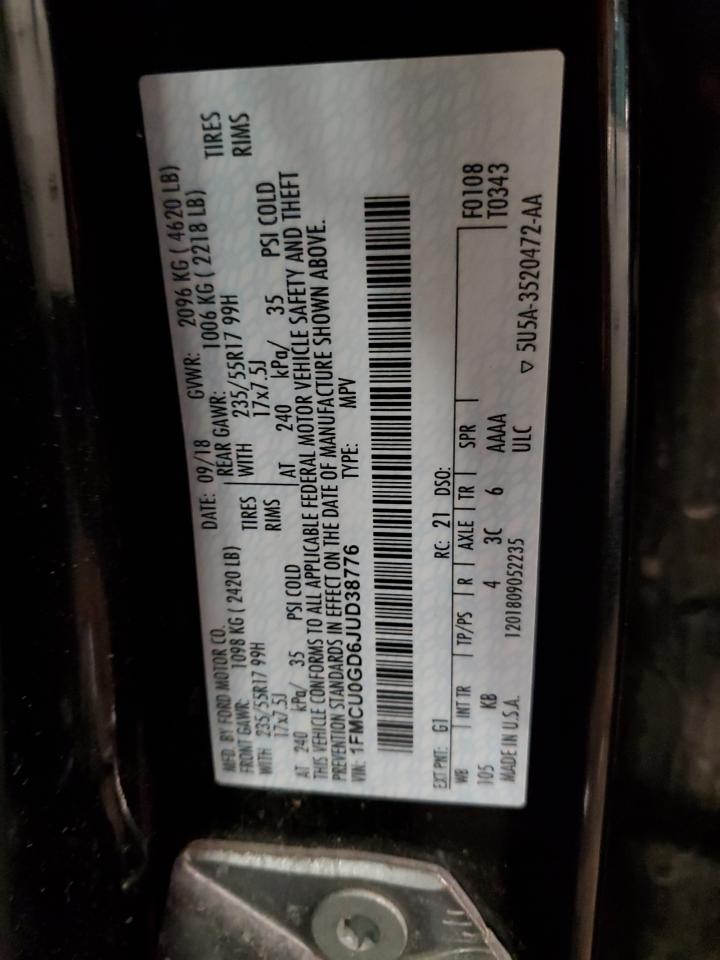 MFD. BY FORD MOTOR CO.
DATE: 09/18 GVWR: 2096 KG ( 4620 LB)
FRONT GAWR: 1098 KG ( 2420 LB) REAR GAWR: 1006 KG ( 2218 LB)
WITH 235/55R17 99H TIRES WITH 235/55R17 99H TIRES
17x7.5J RIMS 17x7.5J RIMS
AT 240 kPa/ 35 PSI COLD AT 240 kPa/ 35 PSI COLD
THIS VEHICLE CONFORMS TO ALL APPLICABLE FEDERAL MOTOR VEHICLE SAFETY AND THEFT
PREVENTION STANDARDS IN EFFECT ON THE DATE OF MANUFACTURE SHOWN ABOVE.
VIN: 1FMCU0GD6JUD38776 TYPE: MPV
EXT PNT: G1 RC: 21 DSO: F0108
WB INT TR TP/PS R AXLE TR SPR T0343
105 KB 4 3C 6 AAAA
MADE IN U.S.A. 1201809052235 ULC ▽ 5U5A-3520472-AA